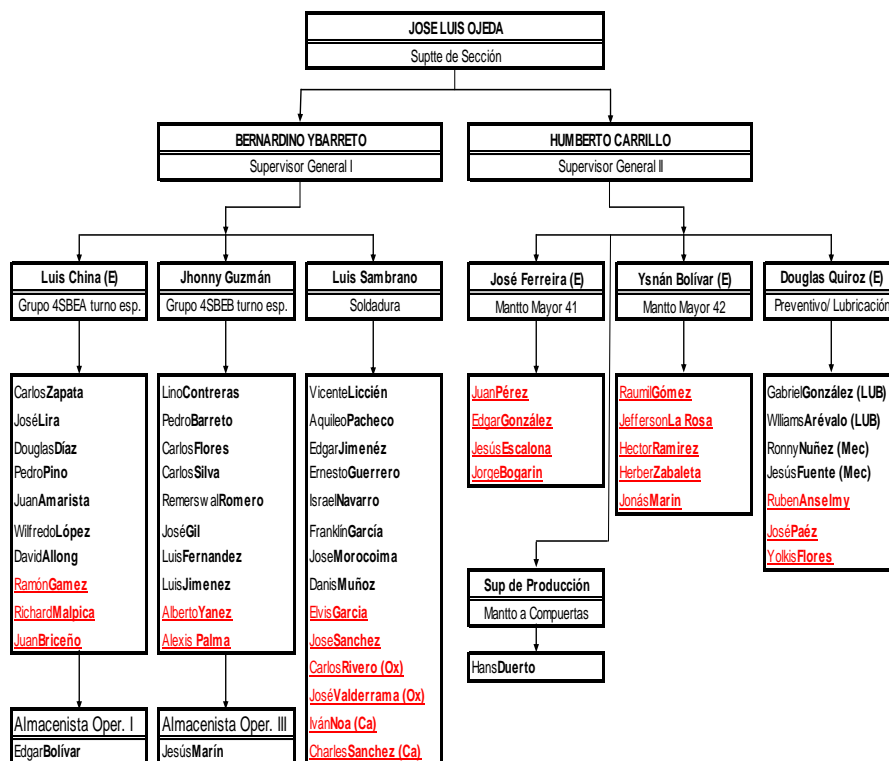 JOSE LUIS OJEDA
Suptte de Sección
BERNARDINO YBARRETO
Supervisor General I
HUMBERTO CARRILLO
Supervisor General II
Luis China (E)
Grupo 4SBEA turno esp.
Jhonny Guzmán
Grupo 4SBEB turno esp.
Luis Sambrano
Soldadura
José Ferreira (E)
Mantto Mayor 41
Ysnán Bolívar (E)
Mantto Mayor 42
Douglas Quiroz (E)
Preventivo/ Lubricación
CarlosZapata
JoséLira
DouglasDíaz
PedroPino
JuanAmarista
WilfredoLópez
DavidAllong
RamónGamez
RichardMalpica
JuanBriceño
LinoContreras
PedroBarreto
CarlosFlores
CarlosSilva
RemerswalRomero
JoséGil
LuisFernandez
LuisJimenez
AlbertoYanez
Alexis Palma
VicenteLiccién
AquileoPacheco
EdgarJimenéz
ErnestoGuerrero
IsraelNavarro
FranklínGarcía
JoseMorocoima
DanisMuñoz
ElvisGarcia
JoseSanchez
CarlosRivero (Ox)
JoséValderrama (Ox)
IvánNoa (Ca)
CharlesSanchez (Ca)
JuanPérez
EdgarGonzález
JesúsEscalona
JorgeBogarin
RaumilGómez
JeffersonLa Rosa
HectorRamirez
HerberZabaleta
JonásMarin
GabrielGonzález (LUB)
WlliamsArévalo (LUB)
RonnyNuñez (Mec)
JesúsFuente (Mec)
RubenAnselmy
JoséPaéz
YolkisFlores
Sup de Producción
Mantto a Compuertas
HansDuerto
Almacenista Oper. I
EdgarBolívar
Almacenista Oper. III
JesúsMarín